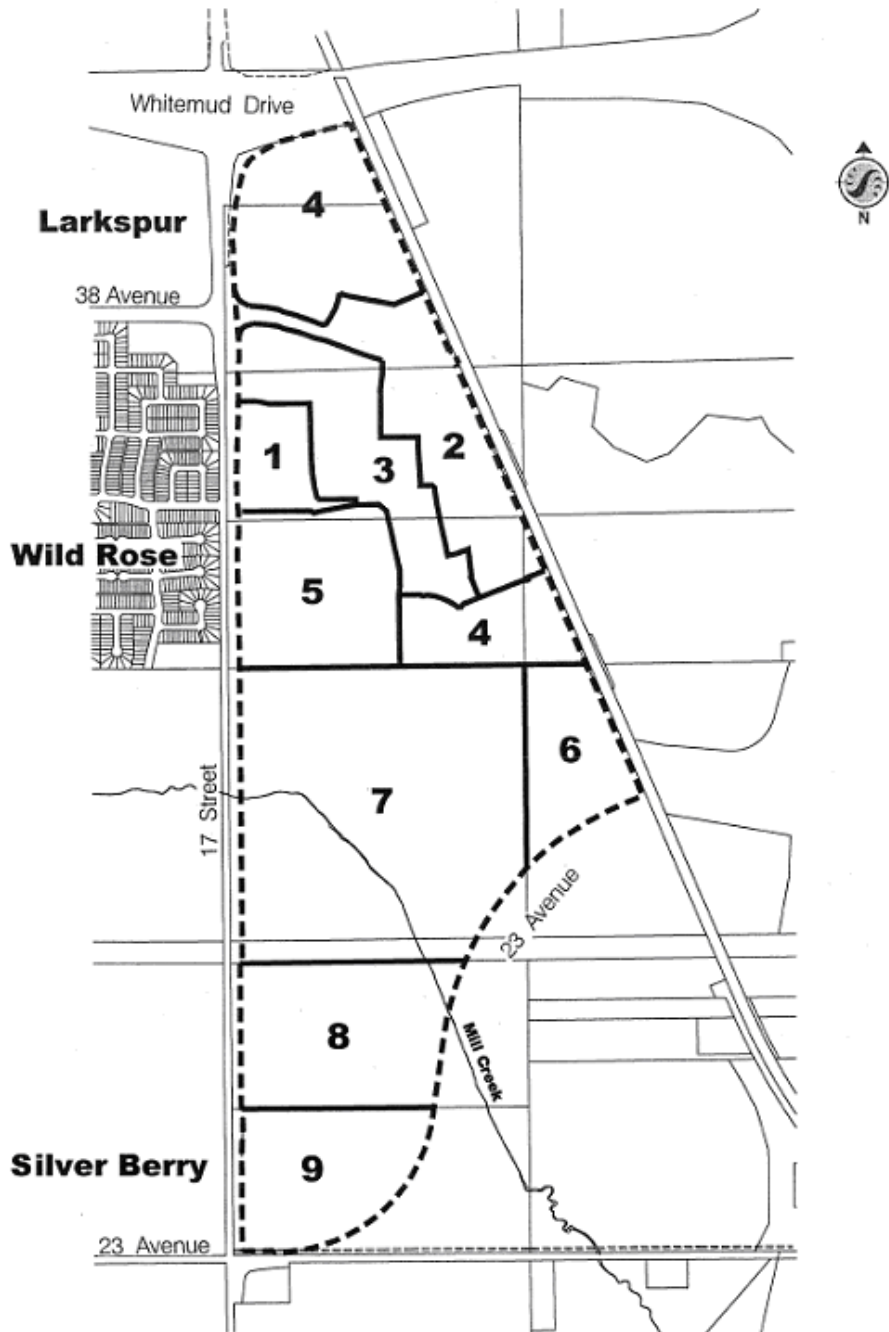 Whitemud Drive
4
Larkspur
N
38 Avenue
1
3
2
Wild Rose
5
4
6
17 Street
7
23 Avenue
8
Mill Creek
Silver Berry
9
23 Avenue